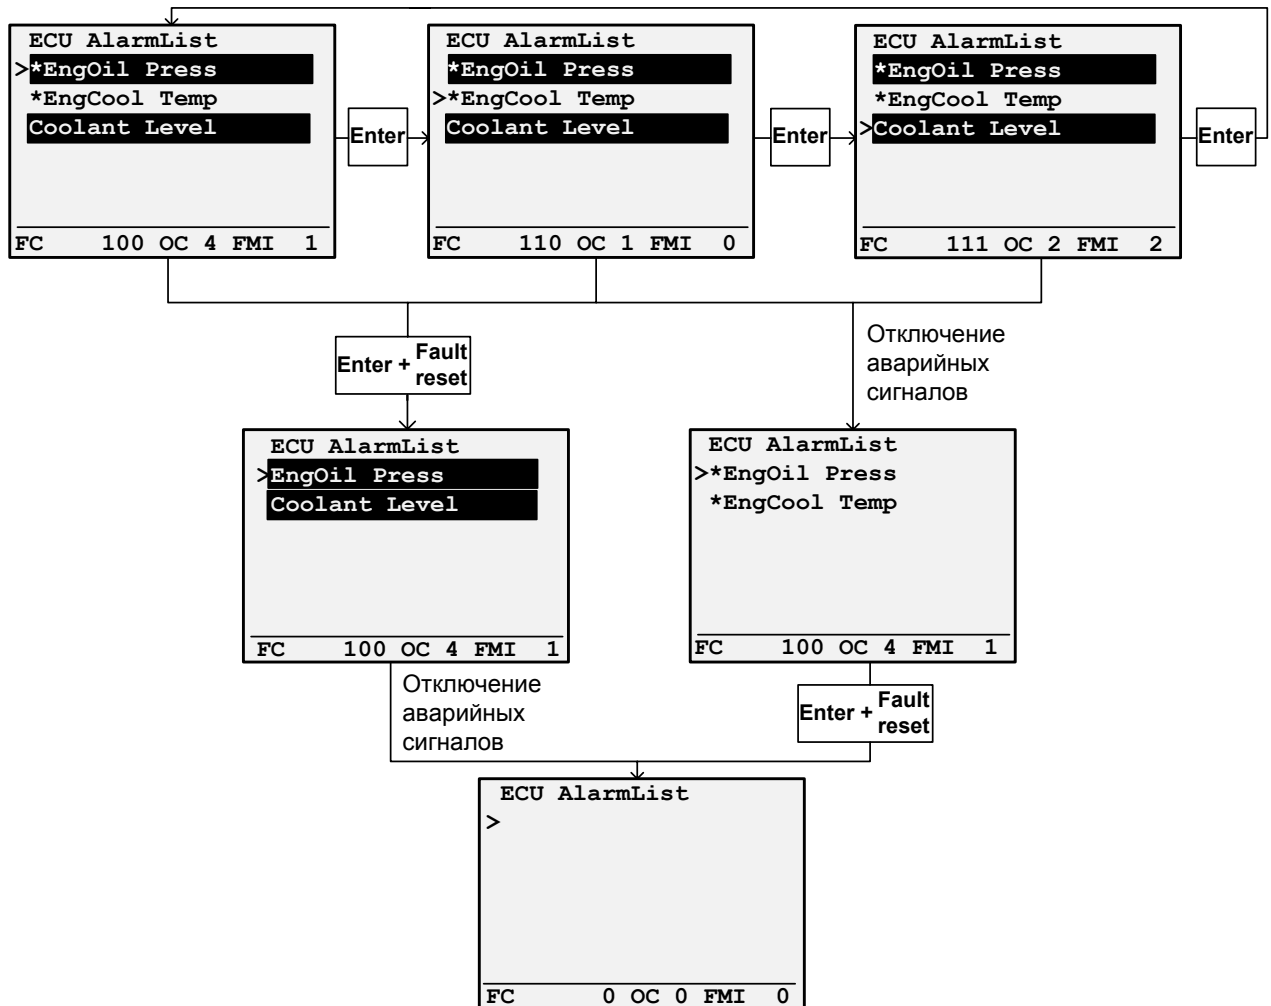 ECU AlarmList
>*EngOil Press
*EngCool Temp
Coolant Level
FC 100 OC 4 FMI 1
Enter
ECU AlarmList
*EngOil Press
>*EngCool Temp
Coolant Level
FC 110 OC 1 FMI 0
Enter
ECU AlarmList
*EngOil Press
*EngCool Temp
>Coolant Level
FC 111 OC 2 FMI 2
Enter
Enter + Fault
reset
Отключение
аварийных
сигналов
ECU AlarmList
>EngOil Press
Coolant Level
FC 100 OC 4 FMI 1
ECU AlarmList
>*EngOil Press
*EngCool Temp
FC 100 OC 4 FMI 1
Отключение
аварийных
сигналов
Enter + Fault
reset
ECU AlarmList
>
FC 0 OC 0 FMI 0